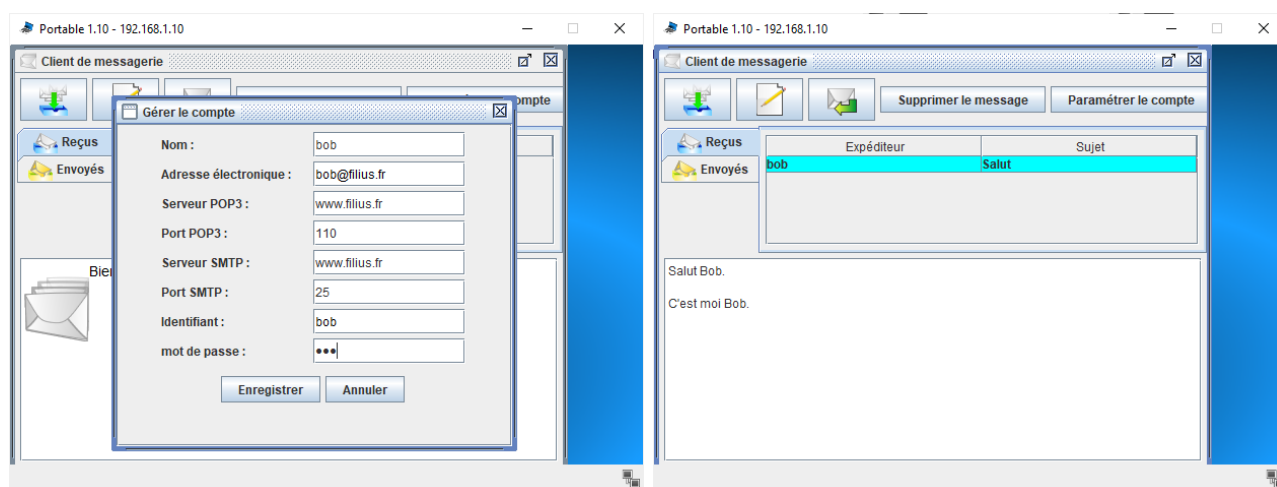 Portable 1.10 - 192.168.1.10
Client de messagerie
ompte
Gérer le compte
Reçus
Envoyés
Nom :
bob
Adresse électronique :
bob@filius.fr
Serveur POP3 :
www.filius.fr
Port POP3 :
110
Serveur SMTP :
www.filius.fr
Port SMTP :
25
Identifiant :
bob
mot de passe :
•••
Enregistrer
Annuler
Bier
Portable 1.10 - 192.168.1.10
Client de messagerie
Supprimer le message
Paramétrer le compte
Reçus
Envoyés
Expéditeur
Sujet
bob
Salut
Salut Bob.
C'est moi Bob.